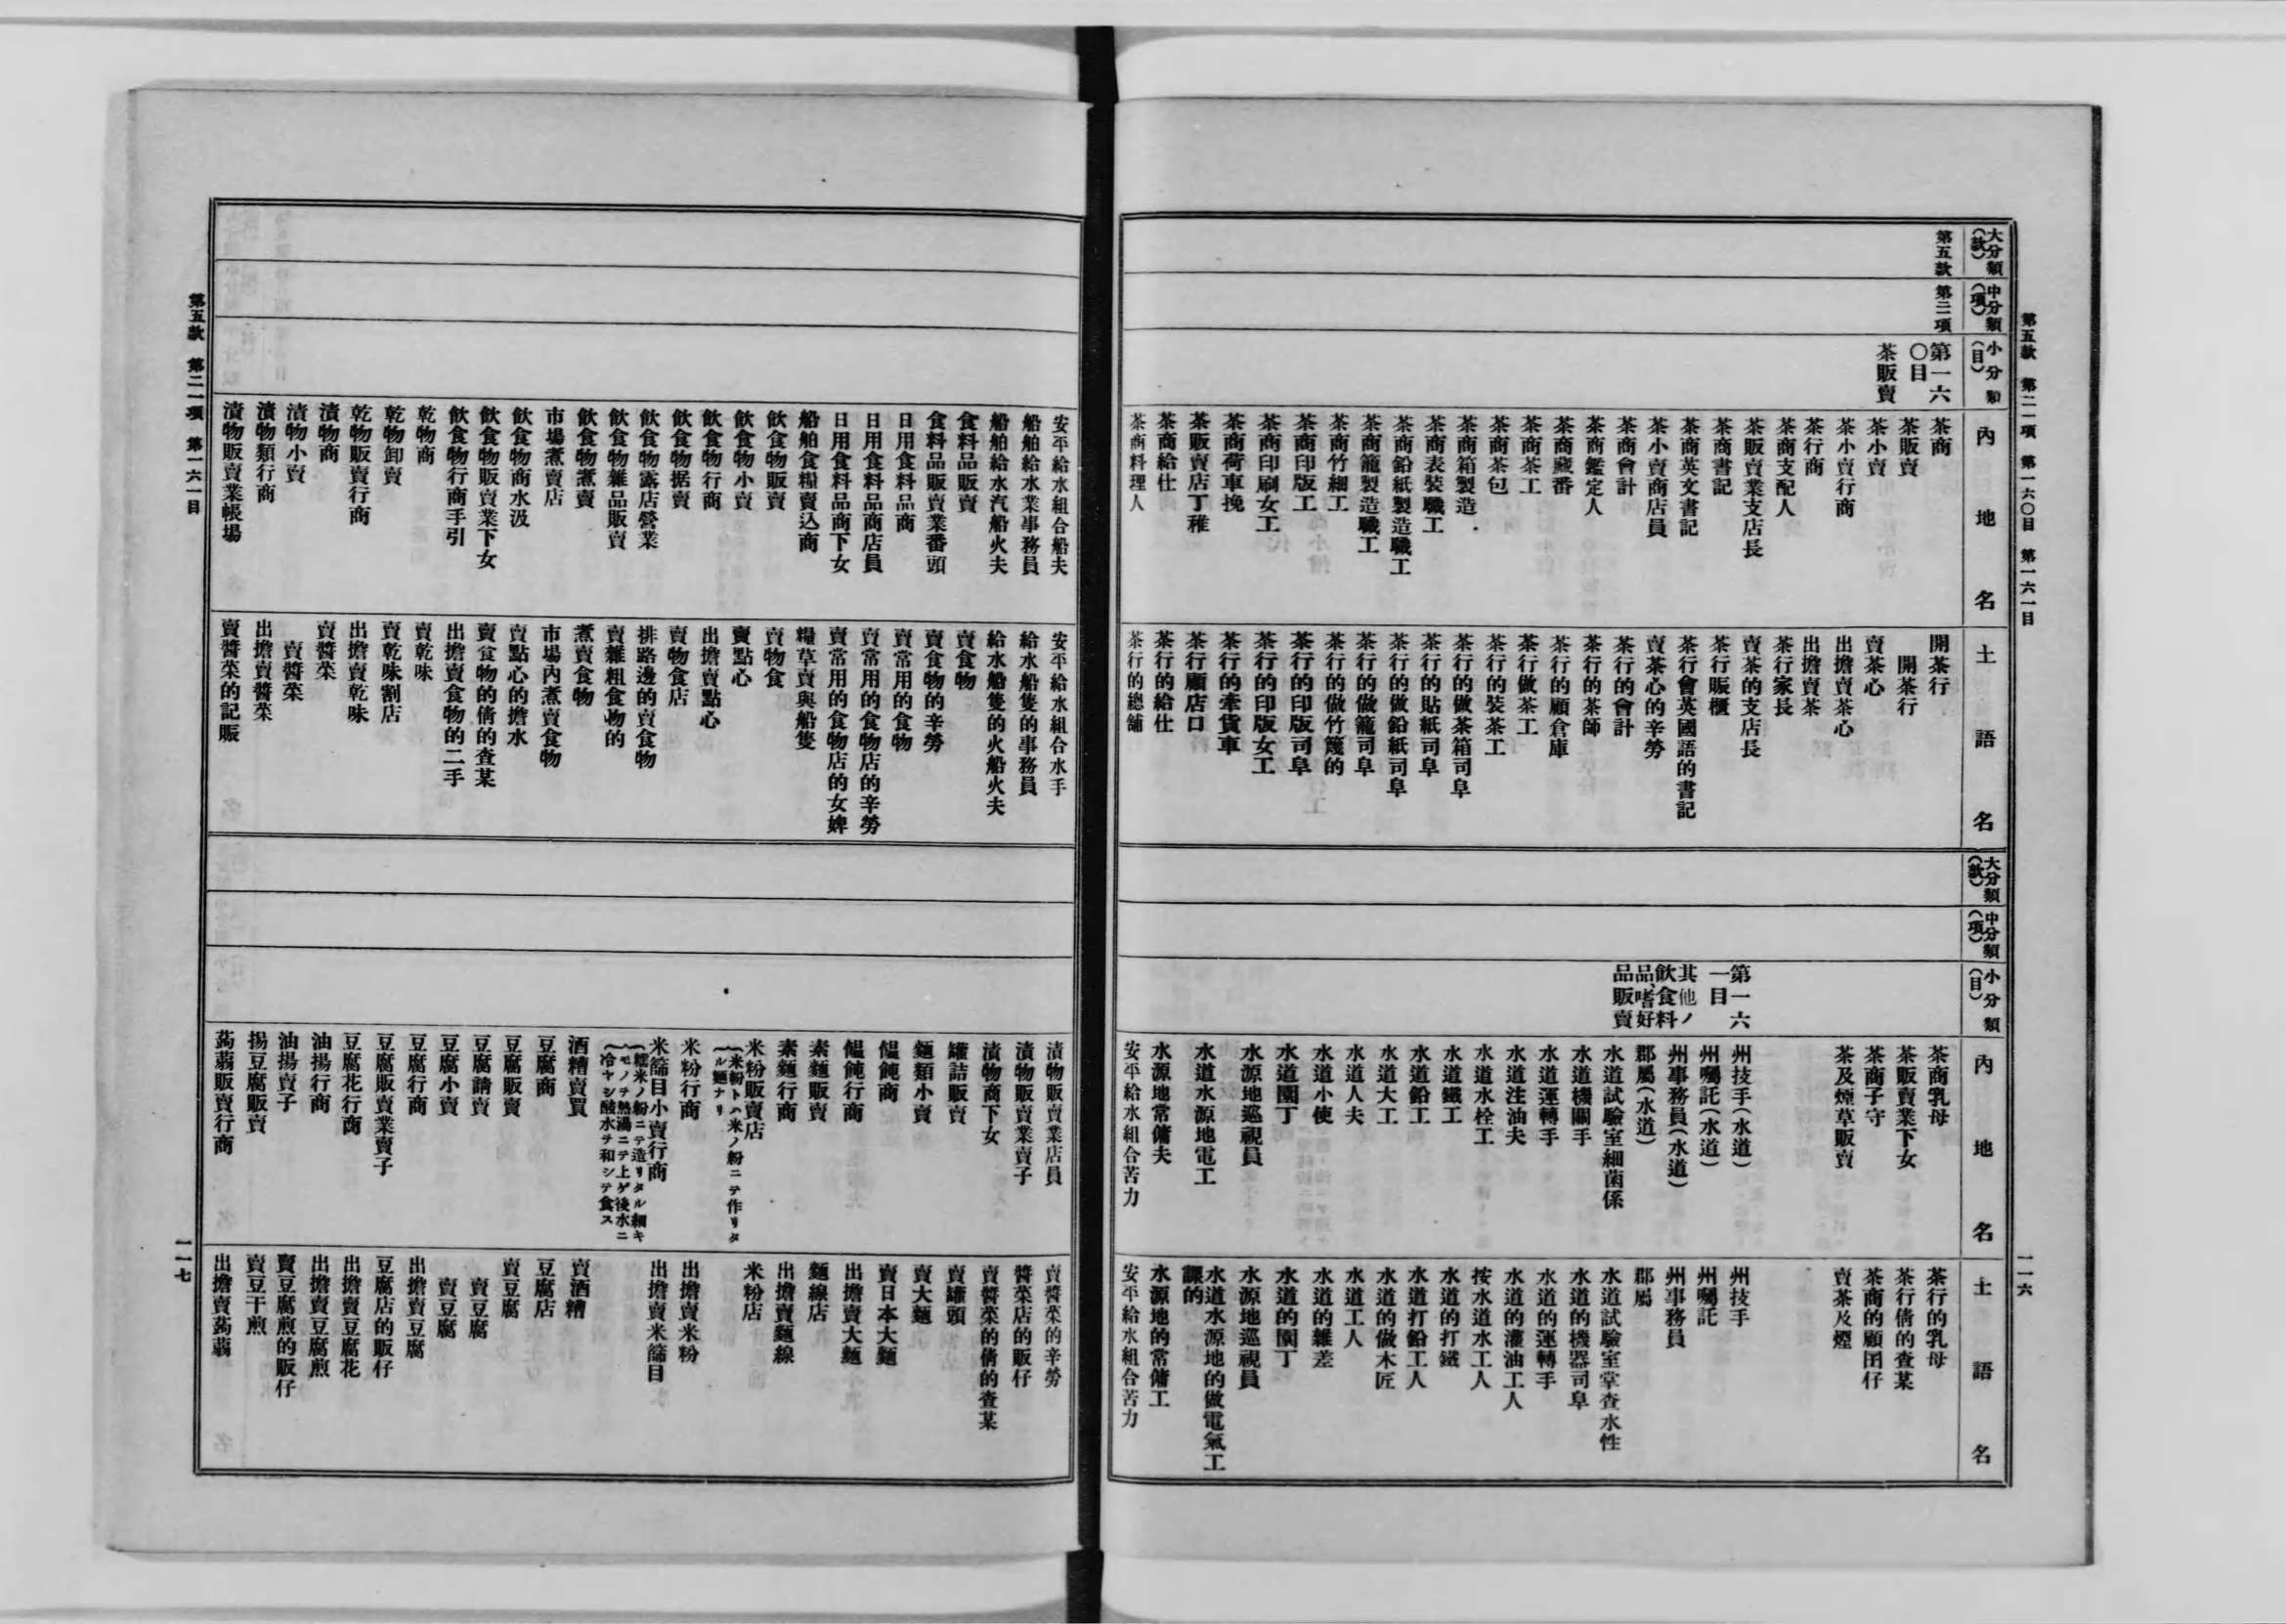 第五款 第二一項 第一六〇目 第一六一目
一一六
大分類(款)
中分類(項)
小分類(目)
內地名
土語名
第五款
第二一項
第一六〇目
茶販賣
茶商 開茶行
茶販賣 開茶行
茶小賣 賣茶心
茶小賣行商 出擔賣茶心
茶行商 出擔賣茶
茶商支配人 茶行家長
茶販賣業支店長 賣茶的支店長
茶商書記 茶行賬櫃
茶商英文書記 茶行會英國語的書記
茶小賣商店員 賣茶心的辛勞
茶商會計 茶行的會計
茶商鑑定人 茶行的茶師
茶商藏番 茶行的顧倉庫
茶商茶工 茶行做茶工
茶商茶包 茶行的裝茶工
茶商箱製造 茶行的做茶箱司阜
茶商表裝職工 茶行的貼紙司阜
茶商鉛紙製造職工 茶行的做鉛紙司阜
茶商籠製造職工 茶行的做籠司阜
茶商竹細工 茶行的做竹篾的
茶商印版工 茶行的印版司阜
茶商印刷女工 茶行的印版女工
茶商荷車挽 茶行的牽貨車
茶販賣店丁稚 茶行顧店口
茶商給仕 茶行的給仕
茶商料理人 茶行的總舖
大分類(款)
中分類(項)
小分類(目)
內地名
土語名
茶商乳母 茶行的乳母
茶販賣業下女 茶行倩的查某
茶商子守 茶商的顧囝仔
茶及煙草販賣 賣茶及煙
第一六一目
其他ノ飲食料品、嗜好品販賣
州技手(水道) 州技手
州囑託(水道) 州囑託
州事務員(水道) 州事務員
郡屬(水道) 郡屬
水道試驗室細菌係 水道試驗室掌查水性
水道機關手 水道的機器司阜
水道運轉手 水道的運轉手
水道注油夫 水道的灌油工人
水道水栓工 按水道水工人
水道鐵工 水道的打鐵
水道鉛工 水道打鉛工人
水道大工 水道的做木匠
水道人夫 水道工人
水道小使 水道的雜差
水道園丁 水道的園丁
水源地巡視員 水源地巡視員
水道水源地電工 水道水源地的做電氣工課的
水源地常傭夫 水源地的常傭工
安平給水組合苦力 安平給水組合苦力
安平給水組合船夫 安平給水組合水手
船舶給水業事務員 給水船隻的事務員
船舶給水汽船火夫 給水船隻的火船火夫
食料品販賣 賣食物
食料品販賣業番頭 賣食物的辛勞
日用食料品商 賣常用的食物
日用食料品商店員 賣常用的食物店的辛勞
日用食料品商下女 賣常用的食物店的女婢
船舶食糧賣込商 糧草賣與船隻
飲食物販賣 賣物食
飲食物小賣 賣點心
飲食物行商 出擔賣點心
飲食物据賣 賣物食店
飲食物露店營業 排路邊的賣食物
飲食物雜品販賣 賣雜粗食物的
飲食物煮賣 煮賣食物
市場煮賣店 市場內煮賣食物
飲食物商水汲 賣點心的擔水
飲食物販賣業下女 賣食物的倩的查某
飲食物行商手引 出擔賣食物的二手
乾物商 賣乾味
乾物卸賣 賣乾味割店
乾物販賣行商 出擔賣乾味
漬物商 賣醬菜
漬物小賣 賣醬菜
漬物類行商 出擔賣醬菜
漬物販賣業帳場 賣醬菜的記賬
漬物販賣業店員 賣醬菜的辛勞
漬物販賣業賣子 醬菜店的販仔
漬物商下女 賣醬菜的倩的查某
罐詰販賣 賣罐頭
麵類小賣 賣大麵
饂飩商 賣日本大麵
饂飩行商 出擔賣大麵
素麵販賣 麵線店
素麵行商 出擔賣麵線
米粉販賣店 米粉店
(米粉トハ米ノ粉ニテ作リタル麵ナリ)
米粉行商 出擔賣米粉
米篩目小賣行商 出擔賣米篩目
(糯米ノ粉ニテ造リタル細キモノヲ熱湯ニテ上ゲ後水ニ冷ヤシ酸水ヲ和シテ食ス)
酒糟賣買 賣酒糟
豆腐商 豆腐店
豆腐販賣 賣豆腐
豆腐請賣 賣豆腐
豆腐小賣 賣豆腐
豆腐行商 出擔賣豆腐
豆腐販賣業賣子 豆腐店的販仔
豆腐花行商 出擔賣豆腐花
油揚行商 出擔賣豆腐煎
油揚賣子 賣豆腐煎的販仔
揚豆腐販賣 賣豆干煎
蒟蒻販賣行商 出擔賣蒟蒻
第五款 第二一項 第一六一目
一一七